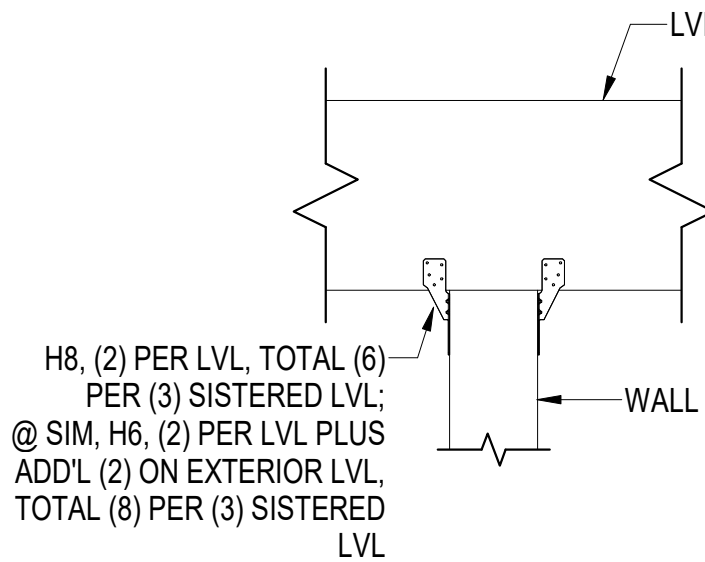 LVL
H8, (2) PER LVL, TOTAL (6)
PER (3) SISTERED LVL;
@ SIM, H6, (2) PER LVL PLUS
ADD'L (2) ON EXTERIOR LVL,
TOTAL (8) PER (3) SISTERED
LVL
WALL